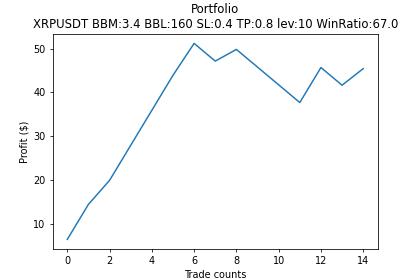 Portfolio
XRPUSDT BBM:3.4 BBL:160 SL:0.4 TP:0.8 lev:10 WinRatio:67.0
Profit ($)
50
40
30
20
10
0 2 4 6 8 10 12 14
Trade counts